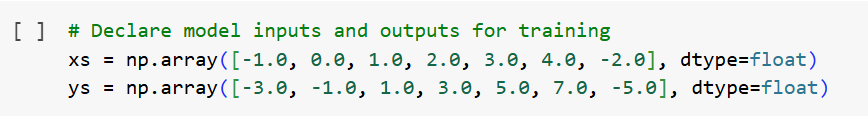 [ ] # Declare model inputs and outputs for training
xs = np.array([-1.0, 0.0, 1.0, 2.0, 3.0, 4.0, -2.0], dtype=float)
ys = np.array([-3.0, -1.0, 1.0, 3.0, 5.0, 7.0, -5.0], dtype=float)